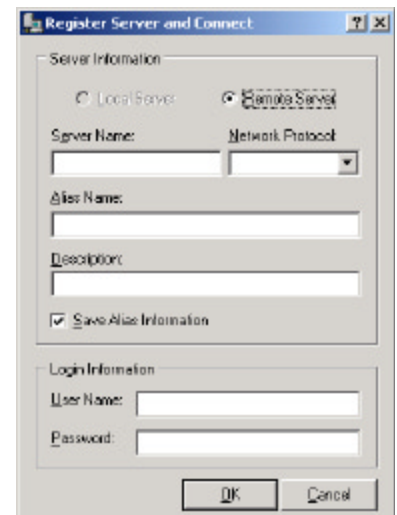 Register Server and Connect
Server Information
Local Server Remote Server
Server Name: Network Protocol:
Alias Name:
Description:
Save Alias Information
Login Information
User Name:
Password:
OK Cancel